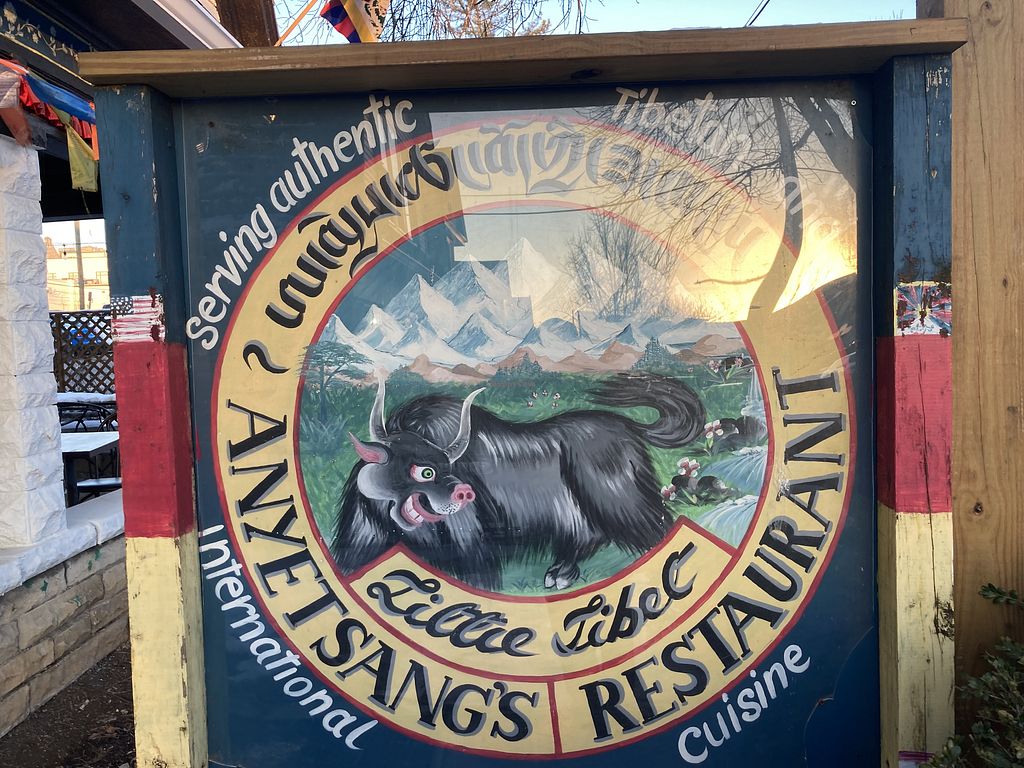 Serving authentic
Tibetan
ANYETSANG'S
Little Tibet
RESTAURANT
International
Cuisine